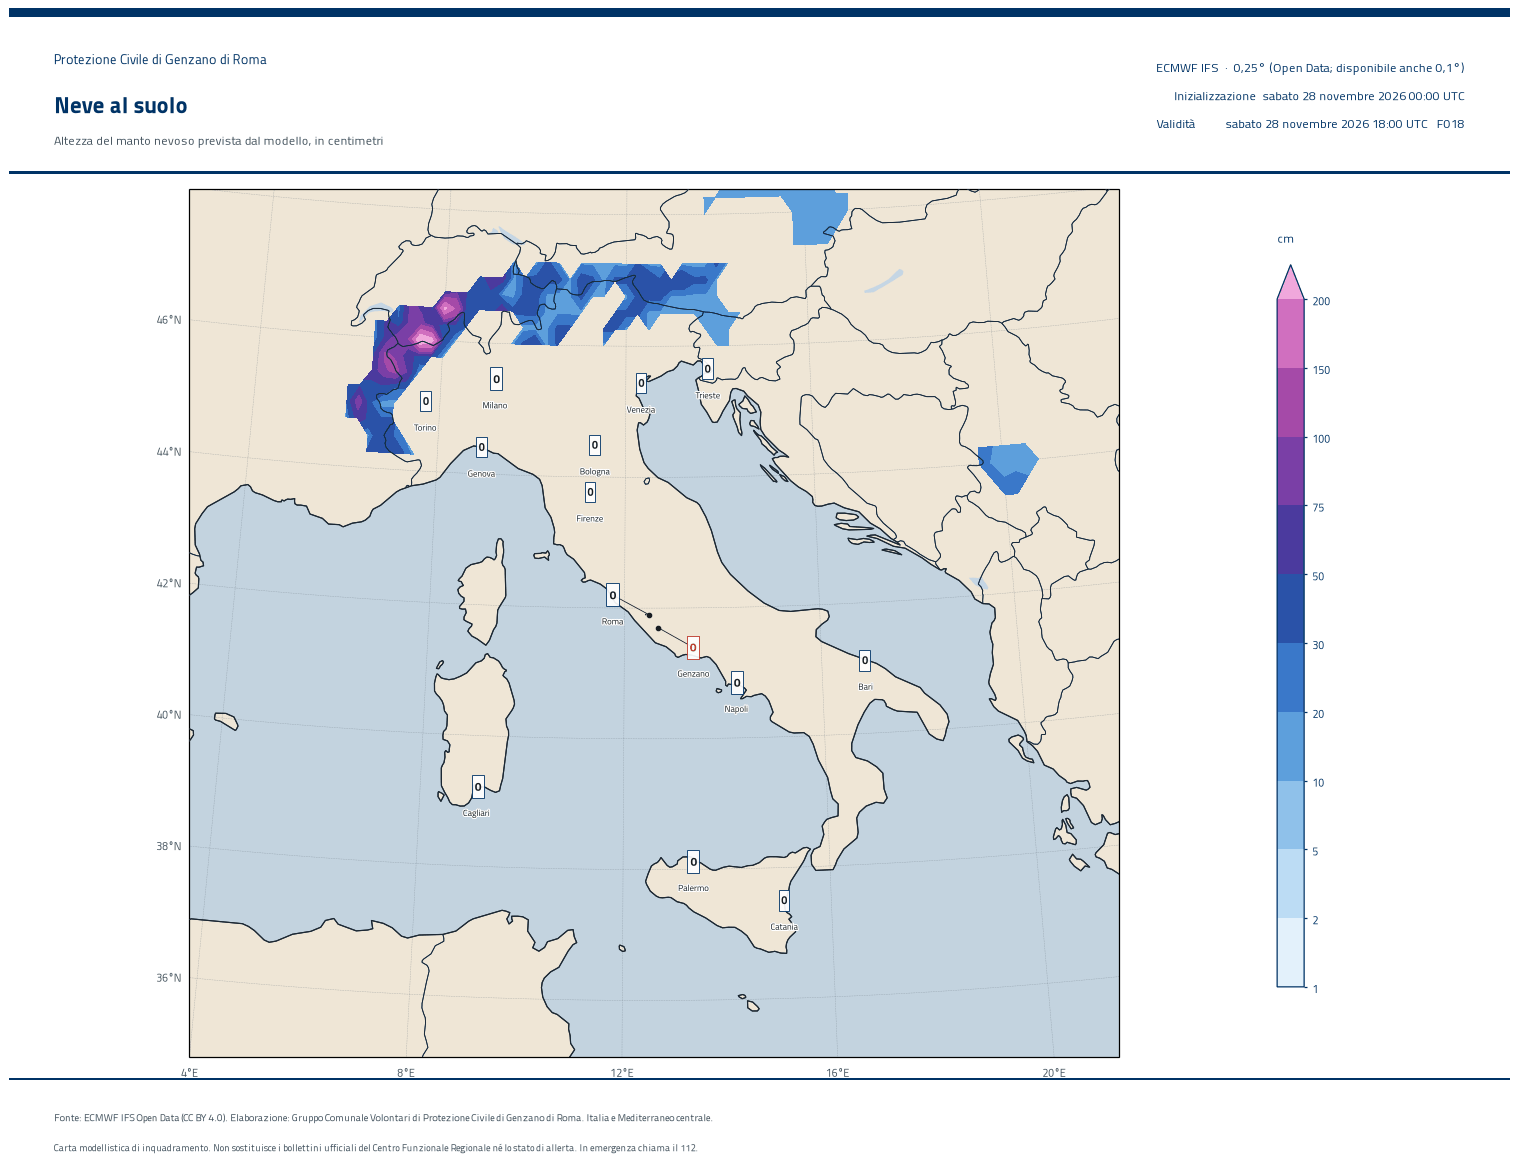 Protezione Civile di Genzano di Roma
Neve al suolo
Altezza del manto nevoso prevista dal modello, in centimetri
ECMWF IFS · 0,25° (Open Data; disponibile anche 0,1°)
Inizializzazione sabato 28 novembre 2026 00:00 UTC
Validità sabato 28 novembre 2026 18:00 UTC F018
cm
200
150
100
75
50
30
20
10
5
2
1
46°N
44°N
42°N
40°N
38°N
36°N
4°E
8°E
12°E
16°E
20°E
0
Milano
0
Torino
0
Venezia
0
Trieste
0
Genova
0
Bologna
0
Firenze
0
Roma
0
Genzano
0
Napoli
0
Bari
0
Cagliari
0
Palermo
0
Catania
Fonte: ECMWF IFS Open Data (CC BY 4.0). Elaborazione: Gruppo Comunale Volontari di Protezione Civile di Genzano di Roma. Italia e Mediterraneo centrale.
Carta modellistica di inquadramento. Non sostituisce i bollettini ufficiali del Centro Funzionale Regionale né lo stato di allerta. In emergenza chiama il 112.